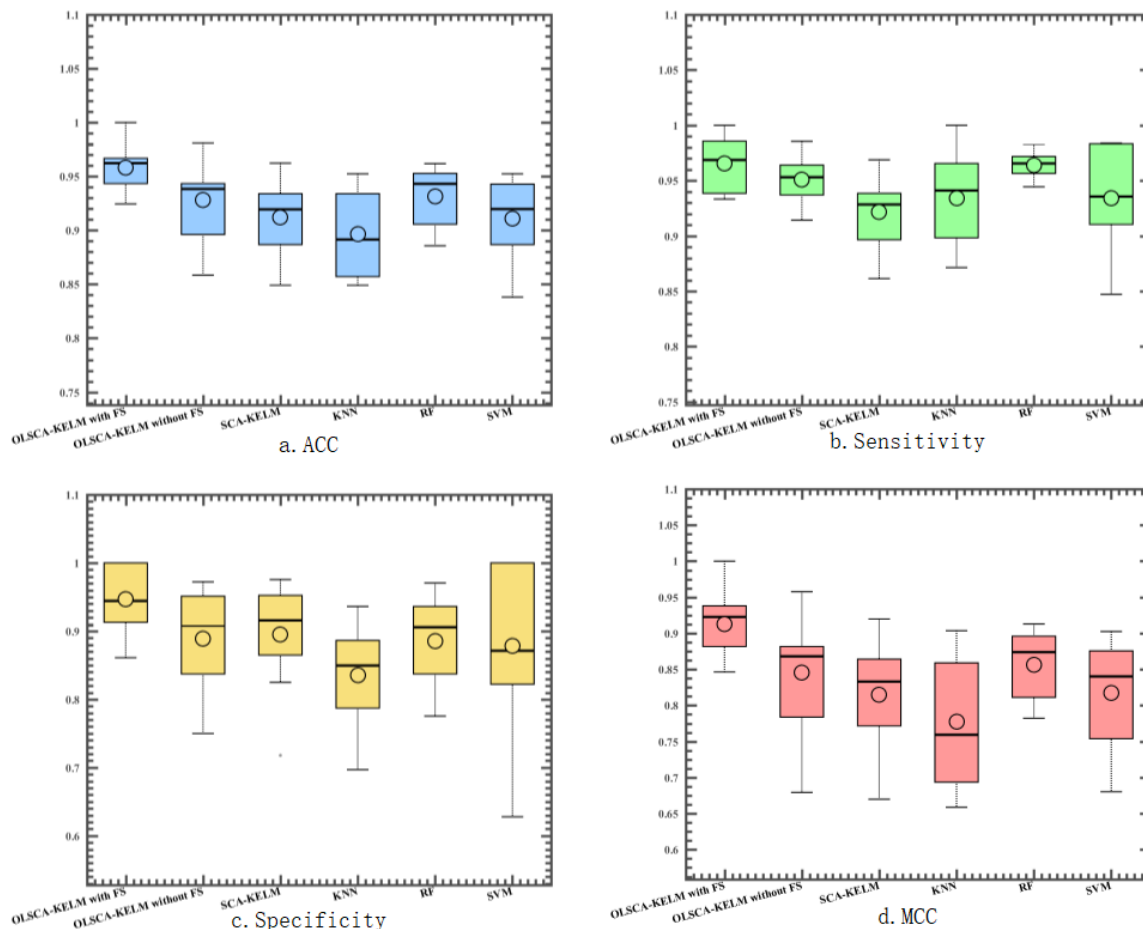 1.1
1.05
1
0.95
0.9
0.85
0.8
0.75
OLSCA-KELM with FS
OLSCA-KELM without FS
SCA-KELM
KNN
RF
SVM
a. ACC
1.1
1.05
1
0.95
0.9
0.85
0.8
0.75
OLSCA-KELM with FS
OLSCA-KELM without FS
SCA-KELM
KNN
RF
SVM
b. Sensitivity
1.1
1
0.9
0.8
0.7
0.6
OLSCA-KELM with FS
OLSCA-KELM without FS
SCA-KELM
KNN
RF
SVM
c. Specificity
1.1
1.05
1
0.95
0.9
0.85
0.8
0.75
0.7
0.65
0.6
OLSCA-KELM with FS
OLSCA-KELM without FS
SCA-KELM
KNN
RF
SVM
d. MCC